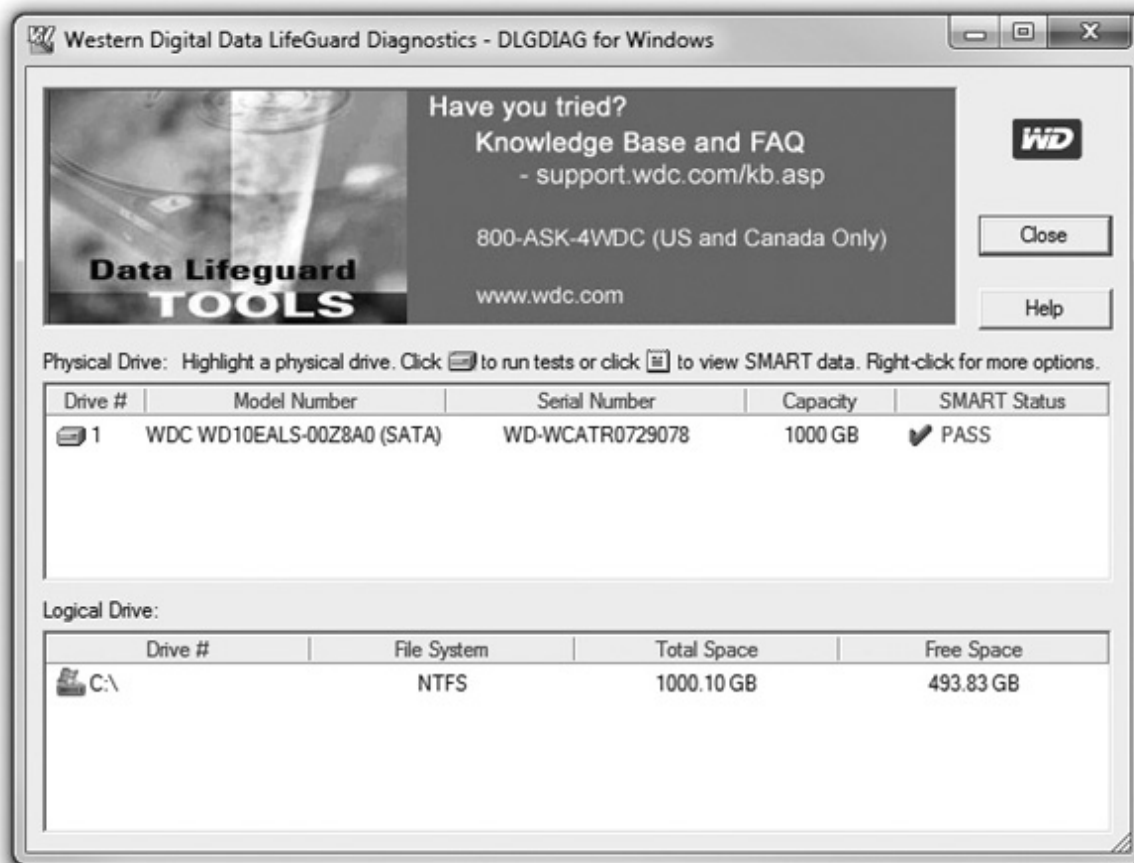 Western Digital Data LifeGuard Diagnostics - DLGDIAG for Windows
Have you tried?
Knowledge Base and FAQ
- support.wdc.com/kb.asp
800-ASK-4WDC (US and Canada Only)
www.wdc.com
Data Lifeguard
TOOLS
WD
Close
Help
Physical Drive: Highlight a physical drive. Click to run tests or click to view SMART data. Right-click for more options.
Drive # Model Number Serial Number Capacity SMART Status
1 WDC WD10EALS-00Z8A0 (SATA) WD-WCATR0729078 1000 GB PASS
Logical Drive:
Drive # File System Total Space Free Space
C:\ NTFS 1000.10 GB 493.83 GB